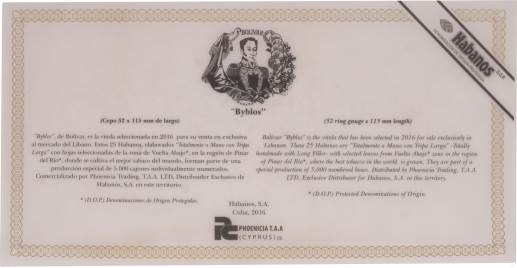 BOLIVAR
Habanos S.A.
"Byblos"
(Cepo 52 x 115 mm de largo)
"Byblos", de Bolívar, es la vitola seleccionada en 2016 para su venta en exclusiva
al mercado del Líbano. Estos 25 Habanos, elaborados "Totalmente a Mano con Tripa
Larga" con hojas seleccionadas de la zona de Vuelta Abajo*, en la región de Pinar
del Río*, donde se cultiva el mejor tabaco del mundo, forman parte de una
producción especial de 5,000 cajones individualmente numerados.
Comercializado por Phoenicia Trading, T.A.A. LTD, Distribuidor Exclusivo de
Habanos, S.A. en este territorio.
* (D.O.P.) Denominaciones de Origen Protegidas.
(52 ring gauge x 115 mm length)
Bolívar "Byblos" is the vitola that has been selected in 2016 for sale exclusively in
Lebanon. These 25 Habanos are "Totalmente a Mano con Tripa Larga" -Totally
handmade with Long Filler- with selected leaves from Vuelta Abajo* zone in the region
of Pinar del Río*, where the best tobacco in the world is grown. They are part of a
special production of 5,000 numbered boxes. Distributed by Phoenicia Trading, T.A.A
LTD, Exclusive Distributor for Habanos, S.A. in this territory.
* (D.O.P.) Protected Denominations of Origin.
Habanos, S.A.
Cuba, 2016
PHOENICIA T.A.A
(CYPRUS) LTD